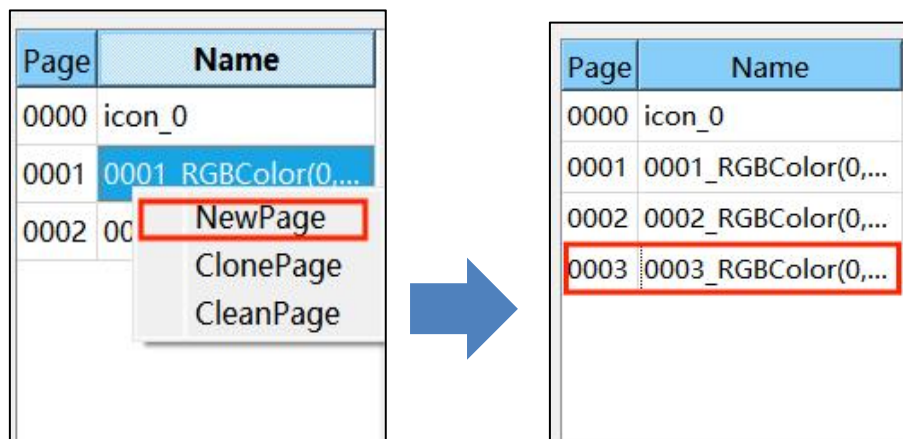 Page Name
0000 icon_0
0001 0001_RGBColor(0,...
0002 00
NewPage
ClonePage
CleanPage
Page Name
0000 icon_0
0001 0001_RGBColor(0,...
0002 0002_RGBColor(0,...
0003 0003_RGBColor(0,...